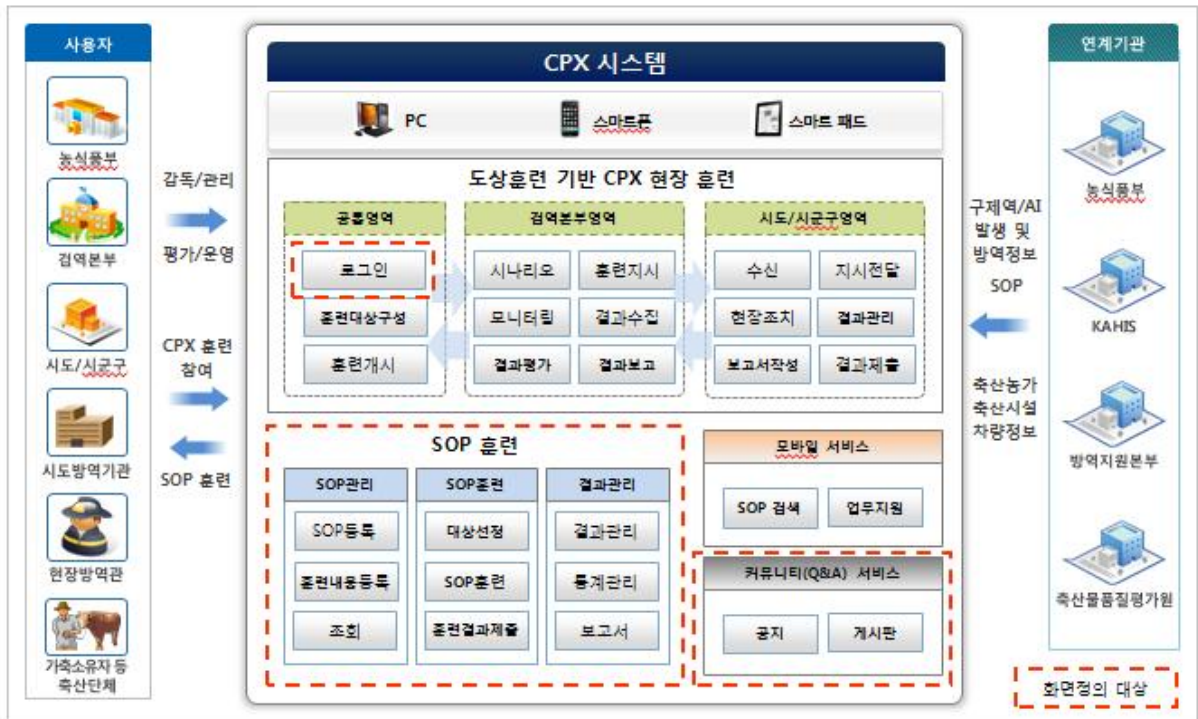 사용자
농식품부
검역본부
시도/시군구
시도방역기관
현장방역관
가축소유자 등
축산단체
감독/관리
평가/운영
CPX 훈련
참여
SOP 훈련
CPX 시스템
PC
스마트폰
스마트 패드
도상훈련 기반 CPX 현장 훈련
공통영역
로그인
훈련대상구성
훈련개시
검역본부영역
시나리오
훈련지시
모니터링
결과수집
결과평가
결과보고
시도/시군구영역
수신
지시전달
현장조치
결과관리
보고서작성
결과제출
SOP 훈련
SOP관리
SOP등록
훈련내용등록
조회
SOP훈련
대상선정
SOP훈련
훈련결과제출
결과관리
결과관리
통계관리
보고서
모바일 서비스
SOP 검색
업무지원
커뮤니티(Q&A) 서비스
공지
게시판
구제역/AI
발생 및
방역정보
SOP
축산농가
축산시설
차량정보
연계기관
농식품부
KAHIS
방역지원본부
축산물품질평가원
화면정의 대상